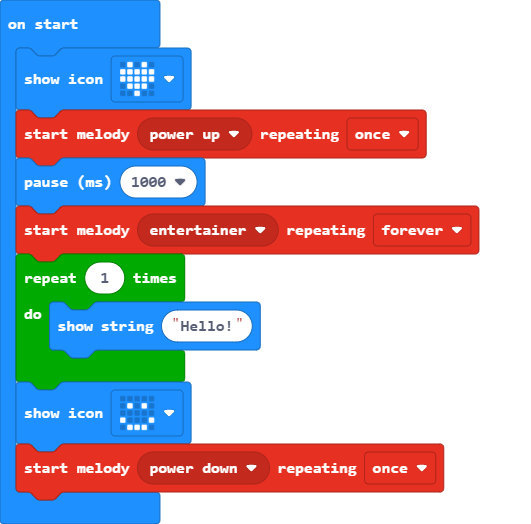 on start
show icon
start melody power up repeating once
pause (ms) 1000
start melody entertainer repeating forever
repeat 1 times
do
show string "Hello!"
show icon
start melody power down repeating once